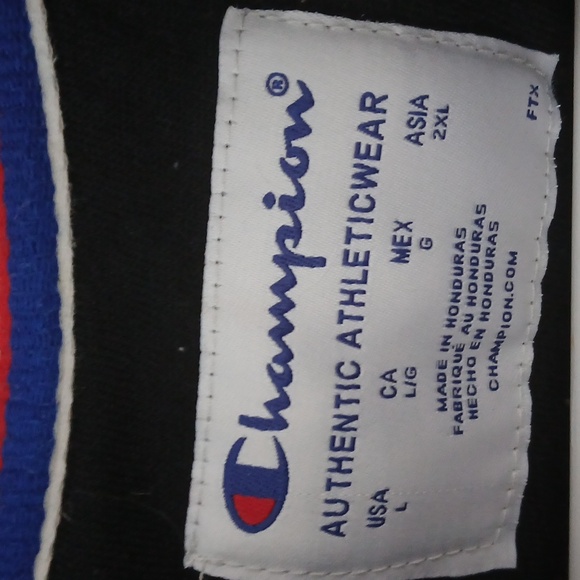 Champion®
AUTHENTIC ATHLETICWEAR
USA CA MEX ASIA
L L/G G 2XL
MADE IN HONDURAS
FABRIQUÉ AU HONDURAS
HECHO EN HONDURAS
CHAMPION.COM
FTX